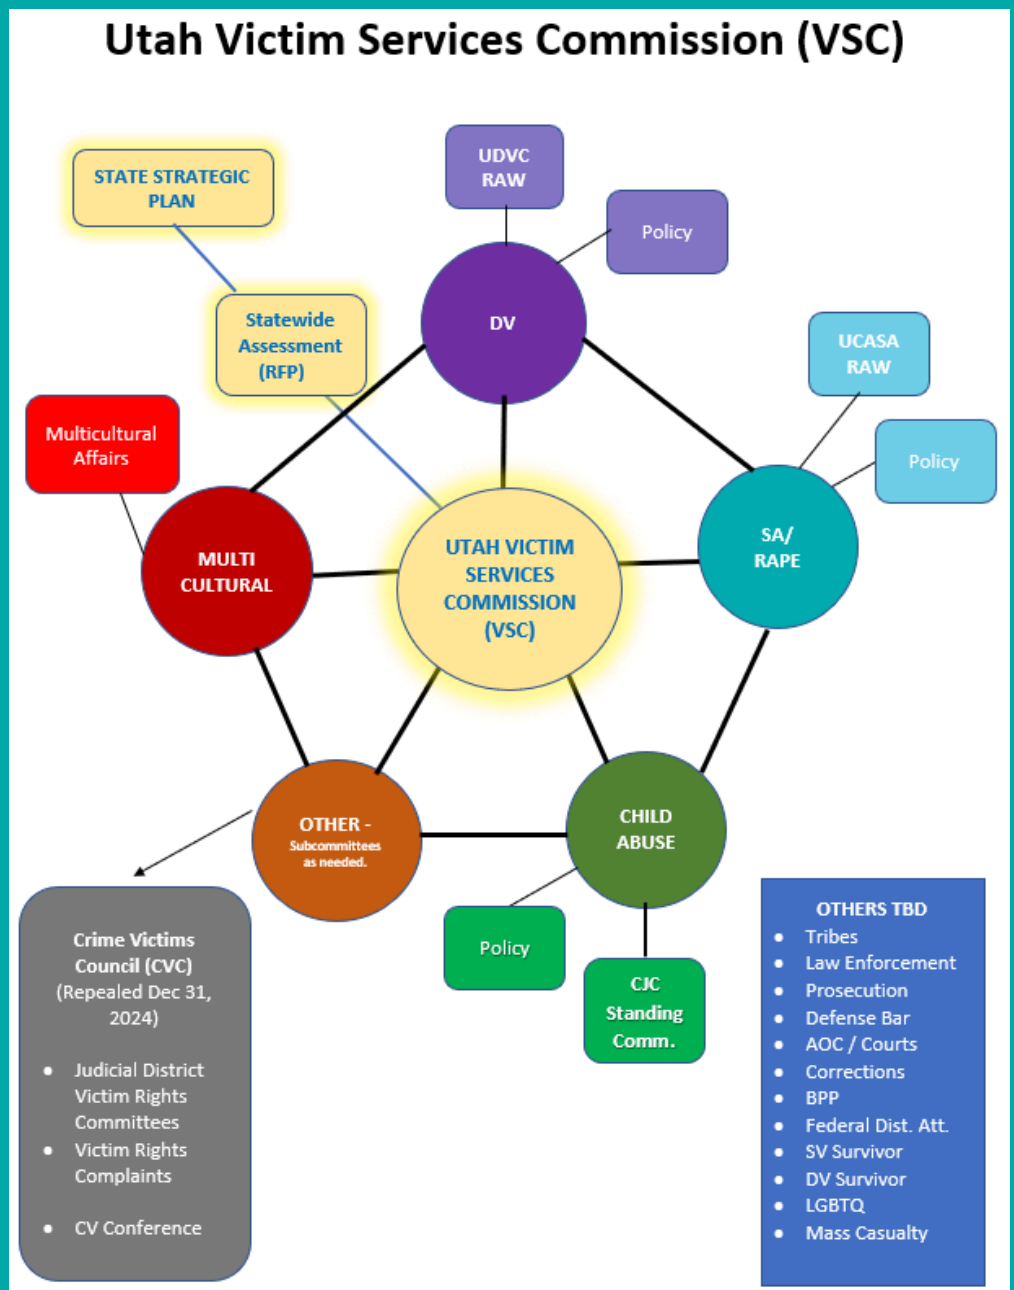 Utah Victim Services Commission (VSC)
UDVC
RAW
STATE STRATEGIC
PLAN
Policy
DV
Statewide
Assessment
(RFP)
UCASA
RAW
Multicultural
Affairs
Policy
SA/
RAPE
MULTI
CULTURAL
UTAH VICTIM
SERVICES
COMMISSION
(VSC)
OTHER -
Subcommittees
as needed.
CHILD
ABUSE
Policy
CJC
Standing
Comm.
Crime Victims
Council (CVC)
(Repealed Dec 31,
2024)
• Judicial District
Victim Rights
Committees
• Victim Rights
Complaints
• CV Conference
OTHERS TBD
• Tribes
• Law Enforcement
• Prosecution
• Defense Bar
• AOC / Courts
• Corrections
• BPP
• Federal Dist. Att.
• SV Survivor
• DV Survivor
• LGBTQ
• Mass Casualty